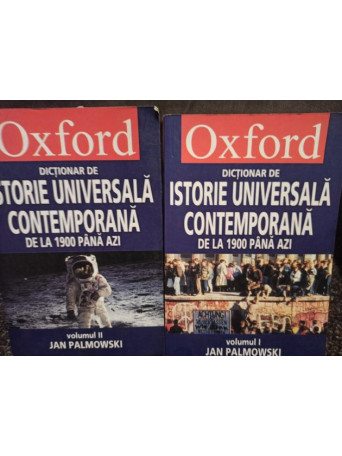 Oxford
DICȚIONAR DE
ISTORIE UNIVERSALĂ
CONTEMPORANĂ
DE LA 1900 PÂNĂ AZI
volumul II
JAN PALMOWSKI
Oxford
DICȚIONAR DE
ISTORIE UNIVERSALĂ
CONTEMPORANĂ
DE LA 1900 PÂNĂ AZI
volumul I
JAN PALMOWSKI